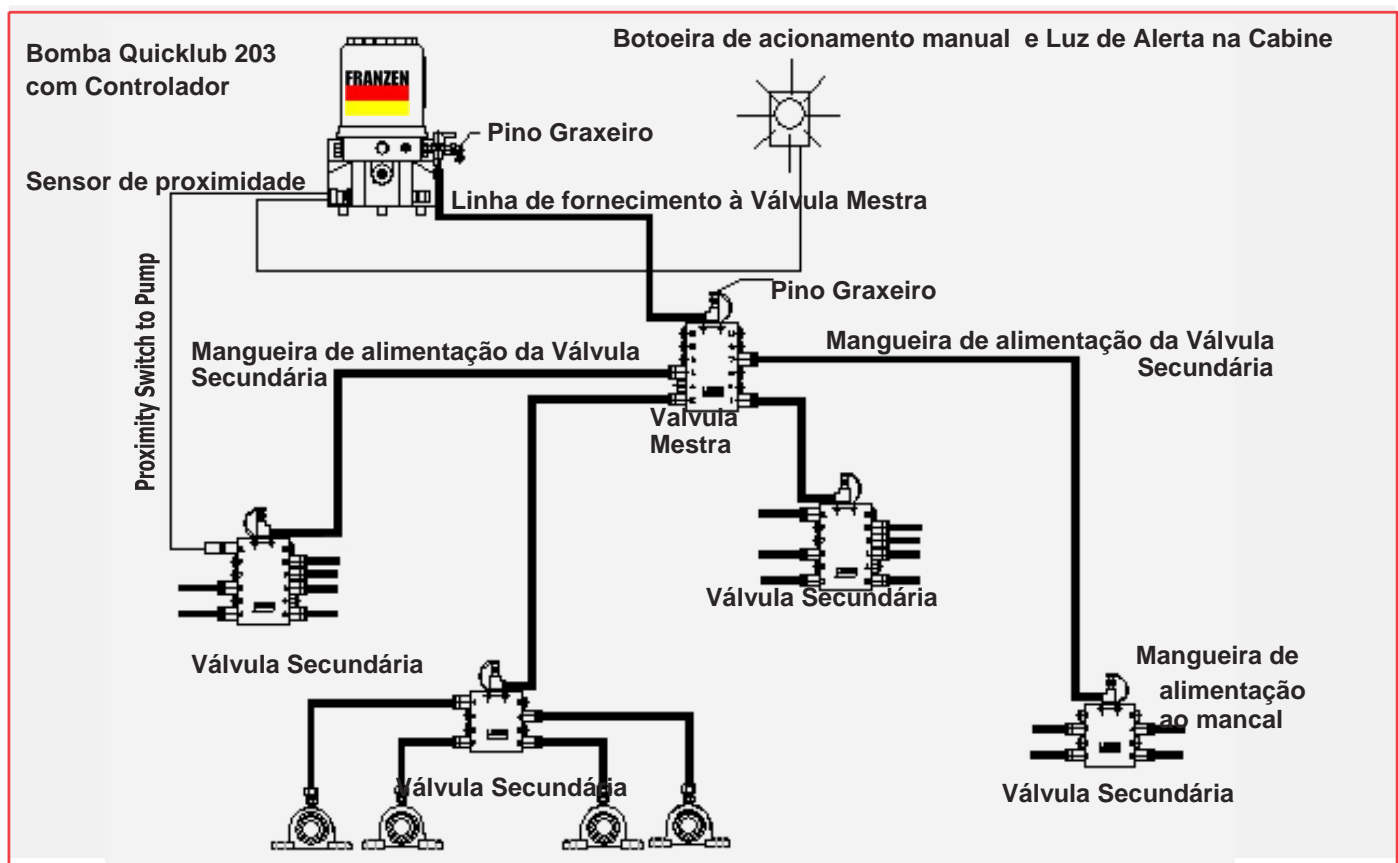 Bomba Quicklub 203
com Controlador
Botoeira de acionamento manual e Luz de Alerta na Cabine
FRANZEN
Pino Graxeiro
Sensor de proximidade
Linha de fornecimento à Válvula Mestra
Proximity Switch to Pump
Pino Graxeiro
Mangueira de alimentação da Válvula
Secundária
Mangueira de alimentação da Válvula
Secundária
Valvula
Mestra
Válvula Secundária
Válvula Secundária
Mangueira de
alimentação
ao mancal
Válvula Secundária
Válvula Secundária